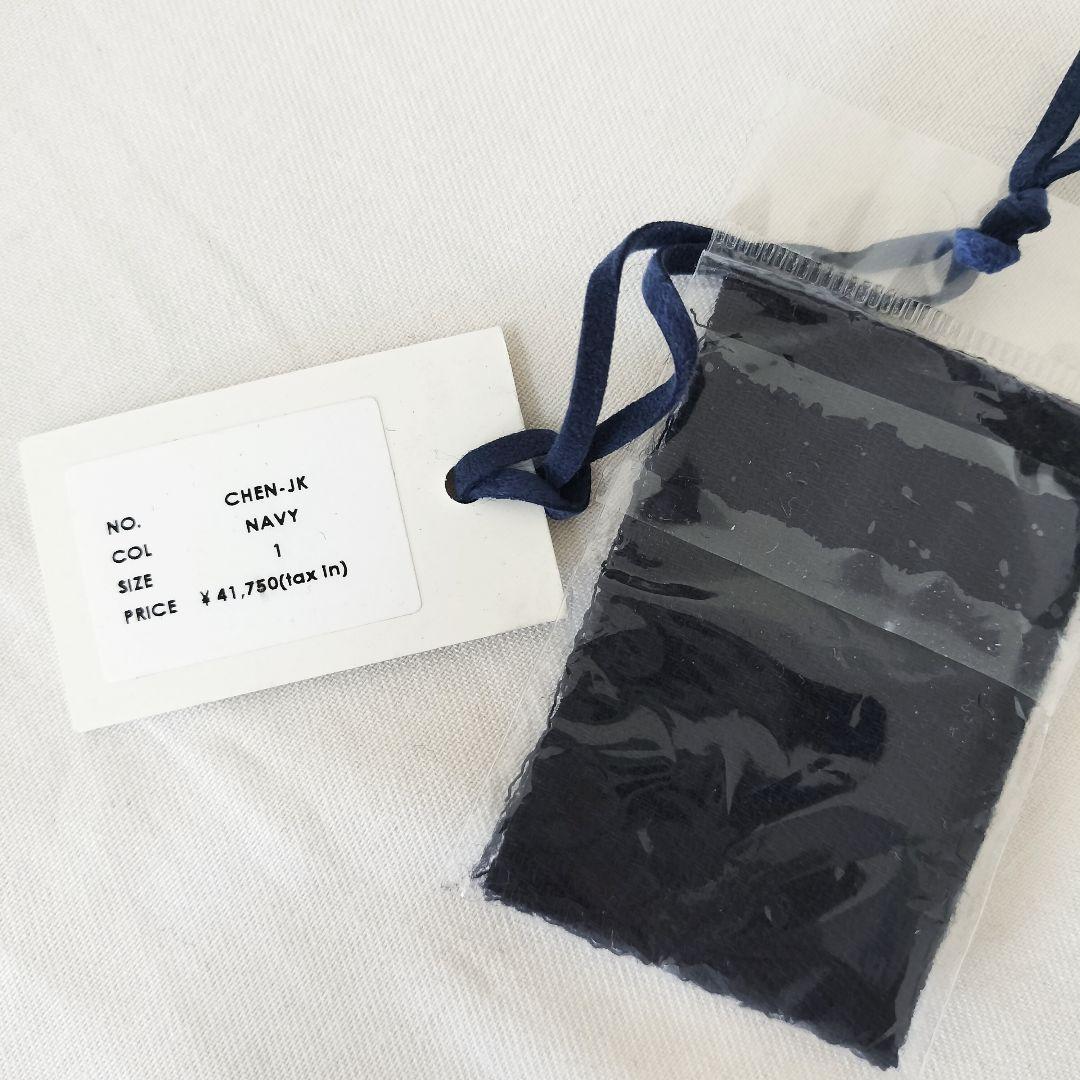 NO. CHEN-JK
COL NAVY
SIZE 1
PRICE ¥41,750(tax in)